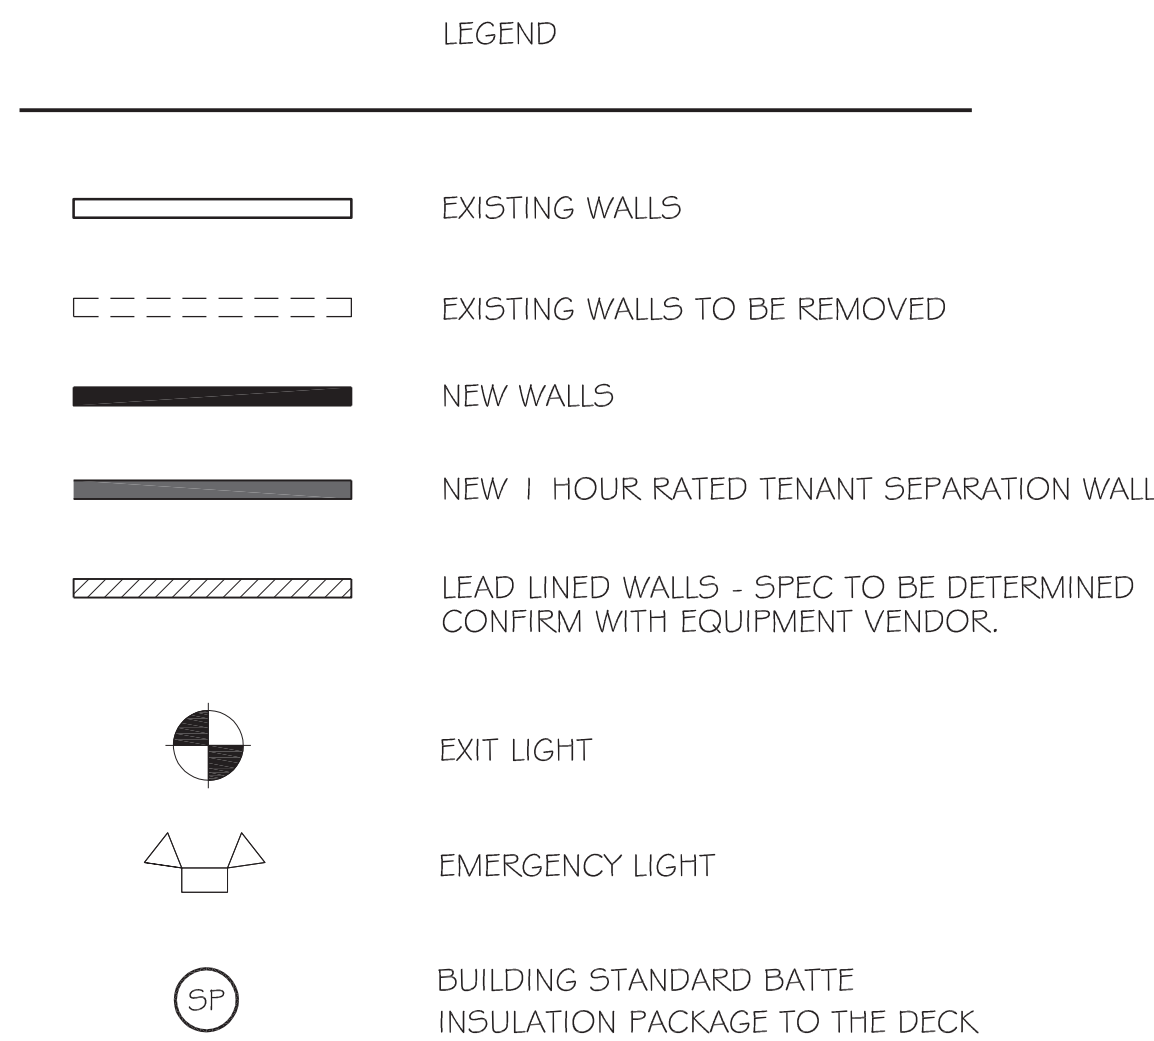 LEGEND
EXISTING WALLS
EXISTING WALLS TO BE REMOVED
NEW WALLS
NEW 1 HOUR RATED TENANT SEPARATION WALL
LEAD LINED WALLS - SPEC TO BE DETERMINED
CONFIRM WITH EQUIPMENT VENDOR.
EXIT LIGHT
EMERGENCY LIGHT
BUILDING STANDARD BATTE
SP
INSULATION PACKAGE TO THE DECK